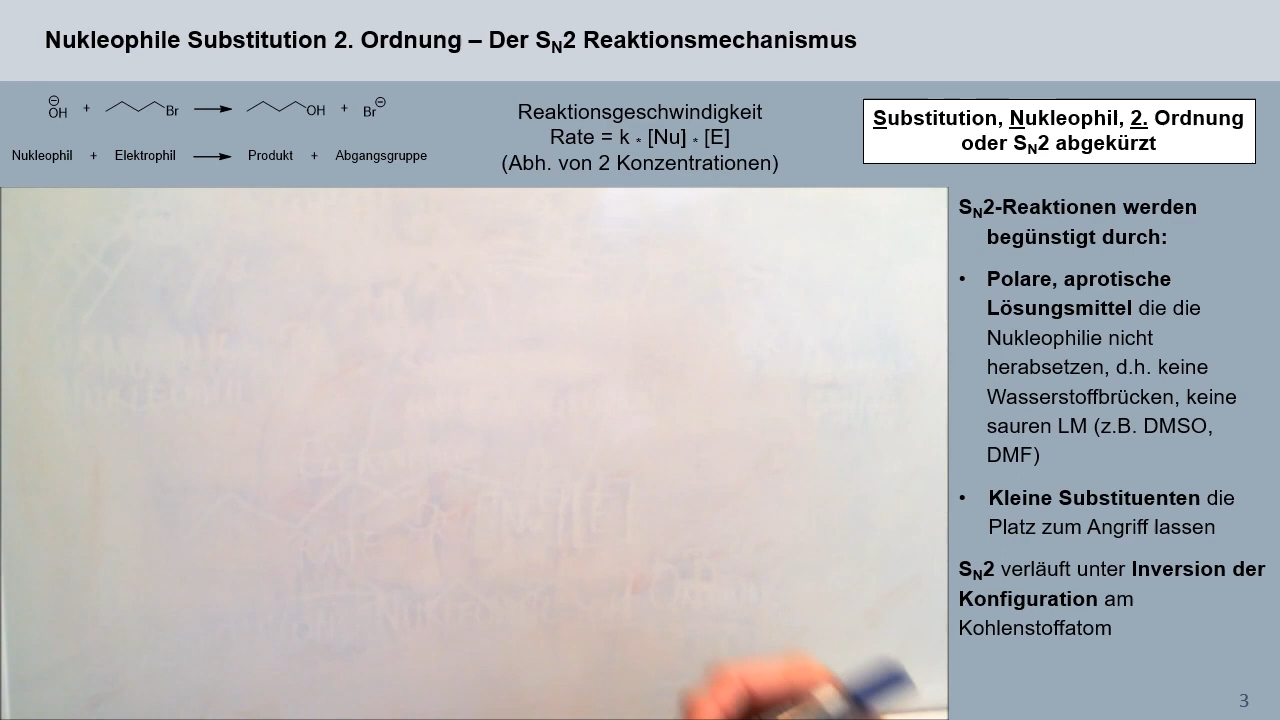 Nukleophile Substitution 2. Ordnung – Der SN2 Reaktionsmechanismus
⊖OH + Br → OH + Br⊖
Nukleophil + Elektrophil → Produkt + Abgangsgruppe
Reaktionsgeschwindigkeit
Rate = k * [Nu] * [E]
(Abh. von 2 Konzentrationen)
Substitution, Nukleophil, 2. Ordnung
oder SN2 abgekürzt
SN2-Reaktionen werden
begünstigt durch:
• Polare, aprotische
Lösungsmittel die die
Nukleophilie nicht
herabsetzen, d.h. keine
Wasserstoffbrücken, keine
sauren LM (z.B. DMSO,
DMF)
• Kleine Substituenten die
Platz zum Angriff lassen
SN2 verläuft unter Inversion der
Konfiguration am
Kohlenstoffatom
3